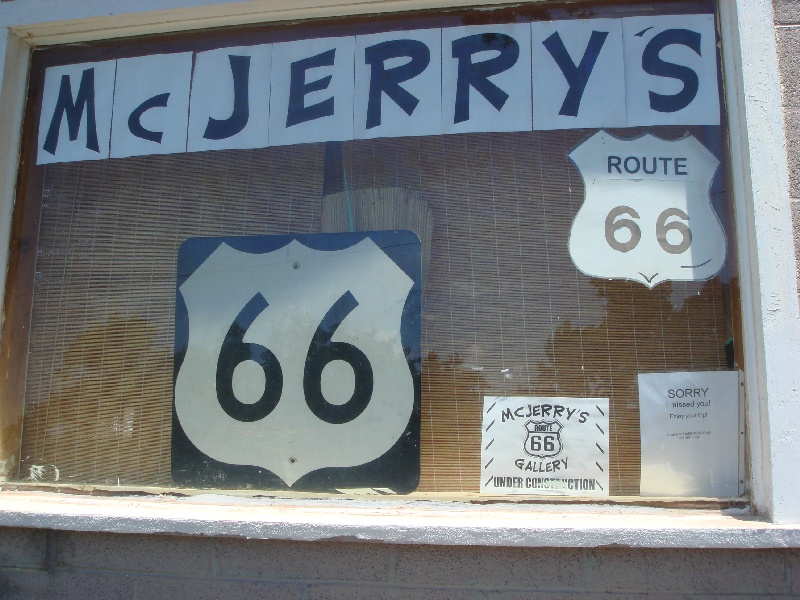 McJERRY'S
ROUTE
66
66
McJERRY'S
ROUTE
66
GALLERY
UNDER CONSTRUCTION
SORRY
I missed you!
Enjoy your trip!